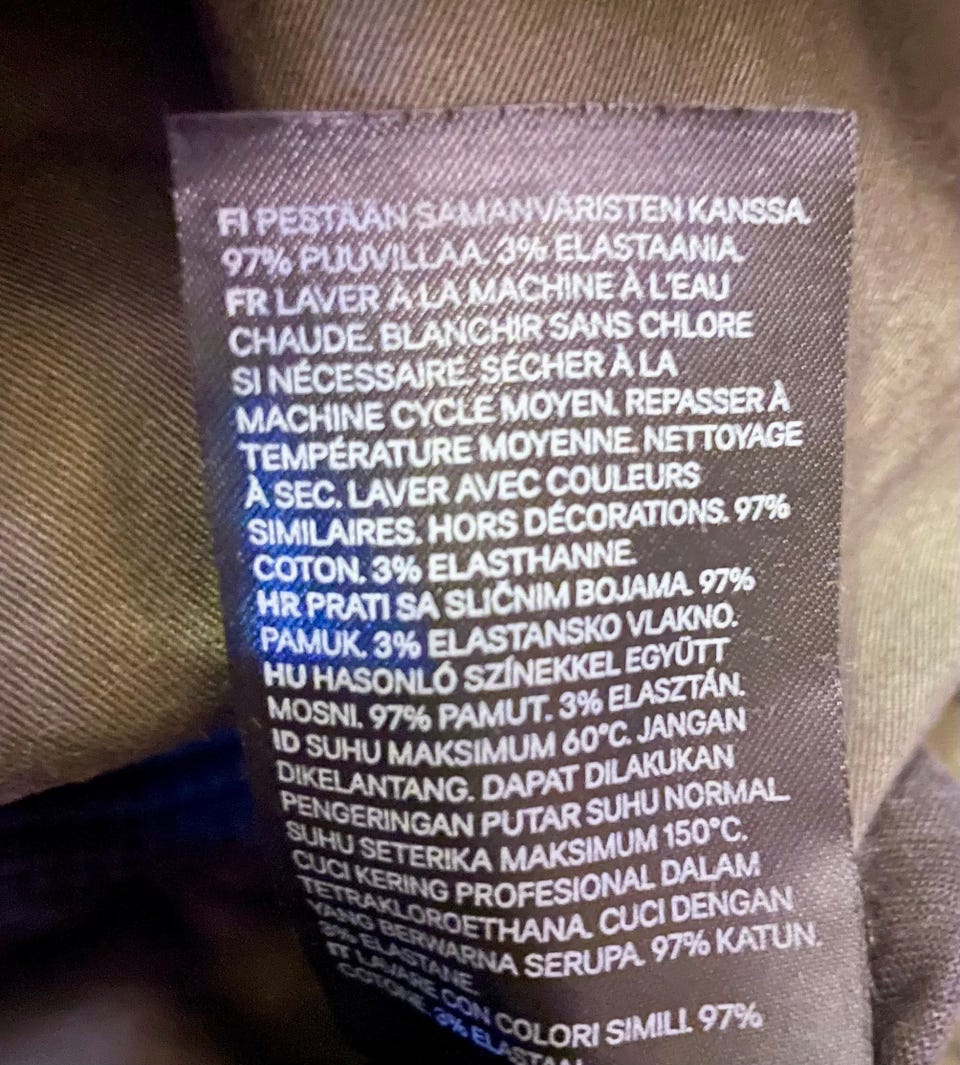 FI PESTÄÄN SAMANVÄRISTEN KANSSA.
97% PUUVILLAA. 3% ELASTAANIA.
FR LAVER À LA MACHINE À L'EAU
CHAUDE. BLANCHIR SANS CHLORE
SI NÉCESSAIRE. SÉCHER À LA
MACHINE CYCLE MOYEN. REPASSER À
TEMPÉRATURE MOYENNE. NETTOYAGE
À SEC. LAVER AVEC COULEURS
SIMILAIRES. HORS DÉCORATIONS. 97%
COTON. 3% ELASTHANNE.
HR PRATI SA SLIČNIM BOJAMA. 97%
PAMUK. 3% ELASTANSKO VLAKNO.
HU HASONLÓ SZÍNEKKEL EGYÜTT
MOSNI. 97% PAMUT. 3% ELASZTÁN.
ID SUHU MAKSIMUM 60°C. JANGAN
DIKELANTANG. DAPAT DILAKUKAN
PENGERINGAN PUTAR SUHU NORMAL.
SUHU SETERIKA MAKSIMUM 150°C.
CUCI KERING PROFESIONAL DALAM
TETRAKLOROETHANA. CUCI DENGAN
YANG BERWARNA SERUPA. 97% KATUN.
3% ELASTANE
IT LAVARE CON COLORI SIMILI. 97%
COTONE. 3%